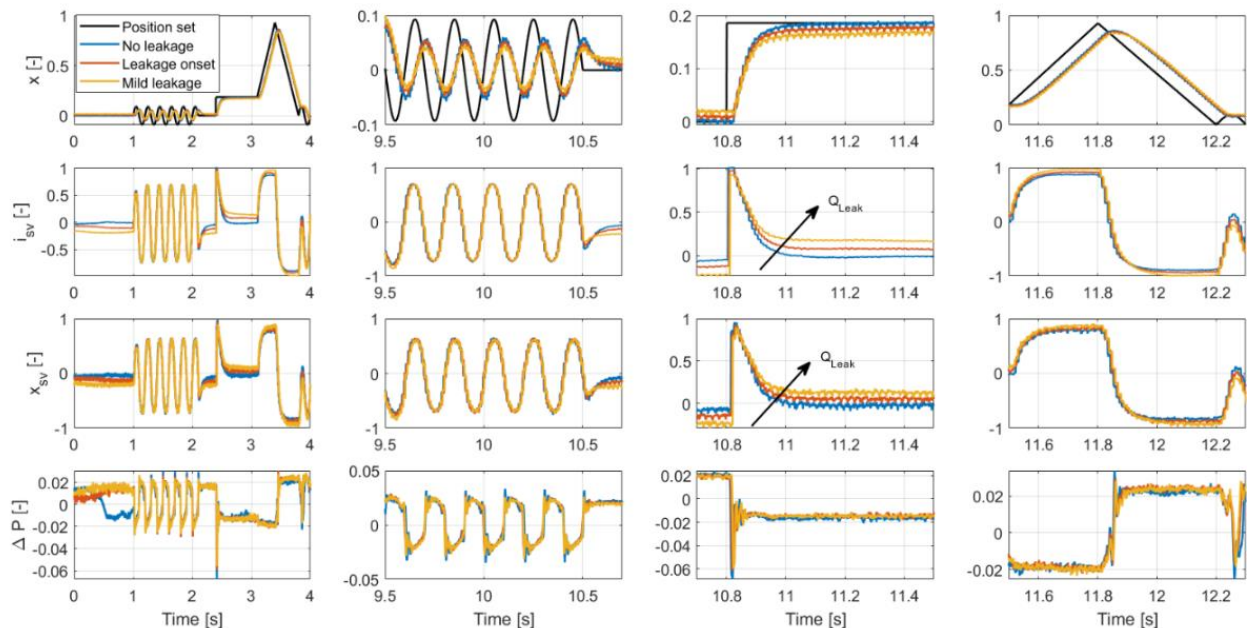 1 0.1 0.2 1
Position set
No leakage
Leakage onset
Mild leakage
x [-]
0.5 0 0.1 0.5
0 -0.1 0 0
0 1 2 3 4 9.5 10 10.5 10.8 11 11.2 11.4 11.6 11.8 12 12.2
i_sv [-]
1 1 1 1
0.5 0.5
Q_Leak
0 0 0 0
-0.5 -1 -1
0 1 2 3 4 9.5 10 10.5 10.8 11 11.2 11.4 11.6 11.8 12 12.2
x_sv [-]
1 1 1 1
Q_Leak
0.5
0 0 0 0
-1 -1 -1
0 1 2 3 4 9.5 10 10.5 10.8 11 11.2 11.4 11.6 11.8 12 12.2
Δ P [-]
0.02 0.05 0.02 0.02
0 0 0 0
-0.02 -0.02
-0.04 -0.04
-0.06 -0.05 -0.06 -0.02
0 1 2 3 4 9.5 10 10.5 10.8 11 11.2 11.4 11.6 11.8 12 12.2
Time [s] Time [s] Time [s] Time [s]